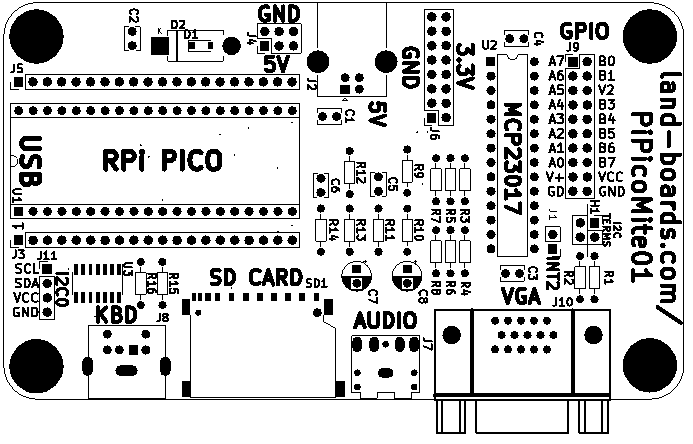 C2
D2
K
D1
GND
J4
5V
J2
GND
3.3V
U2
C4
GPIO
J9
J5
A7 B0
A6 B1
A5 V2
A4 B3
A3 B4
A2 B5
A1 B6
A0 B7
V+ VCC
GD GND
land-boards.com/
PiPicoMite01
USB
RPi PICO
U1
C1
5V
J6
MCP23017
R12
R9
C6
C5
R14
R13
R11
R10
R7
R5
R3
R8
R6
R4
J1
INT2
H1
I2C
TERMS
R2
R1
C3
T
J3
J11
SCL
SDA
VCC
GND
I2C0
U3
R16
R15
SD CARD
SD1
C7
C8
KBD
J8
AUDIO
J7
VGA
J10